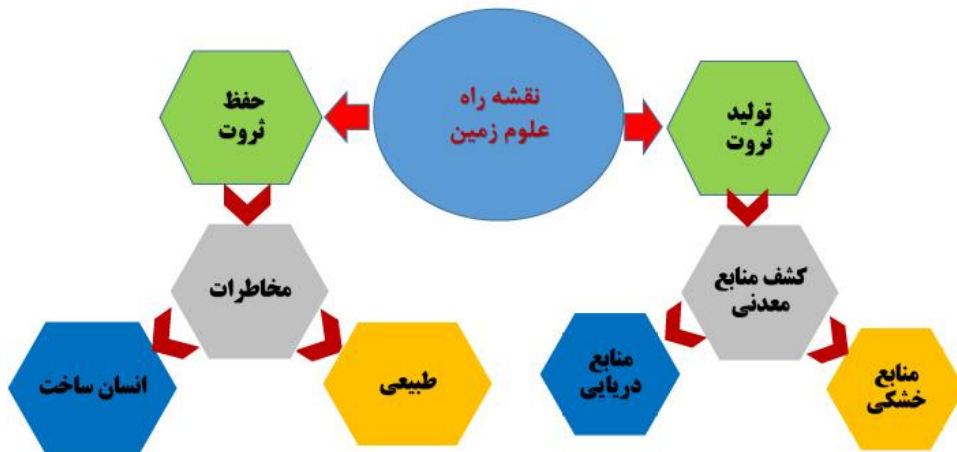 نقشه راه
علوم زمین
تولید
ثروت
حفظ
ثروت
کشف منابع
معدنی
مخاطرات
منابع
خشکی
منابع
دریایی
طبیعی
انسان ساخت